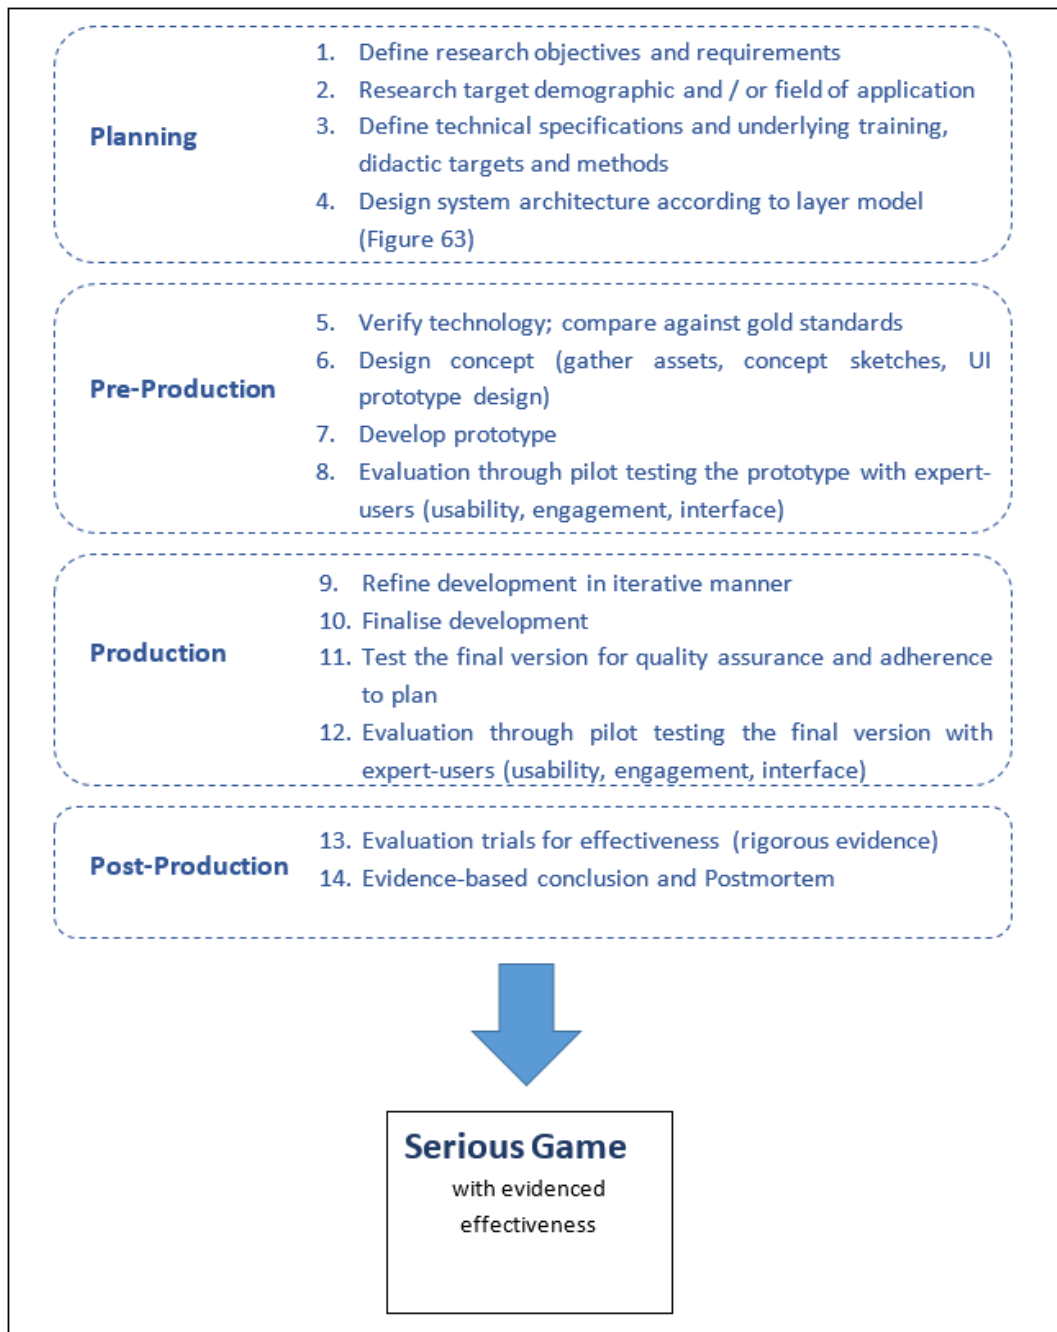 Planning
1. Define research objectives and requirements
2. Research target demographic and / or field of application
3. Define technical specifications and underlying training,
didactic targets and methods
4. Design system architecture according to layer model
(Figure 63)
Pre-Production
5. Verify technology; compare against gold standards
6. Design concept (gather assets, concept sketches, UI
prototype design)
7. Develop prototype
8. Evaluation through pilot testing the prototype with expert-
users (usability, engagement, interface)
Production
9. Refine development in iterative manner
10. Finalise development
11. Test the final version for quality assurance and adherence
to plan
12. Evaluation through pilot testing the final version with
expert-users (usability, engagement, interface)
Post-Production
13. Evaluation trials for effectiveness (rigorous evidence)
14. Evidence-based conclusion and Postmortem
Serious Game
with evidenced
effectiveness